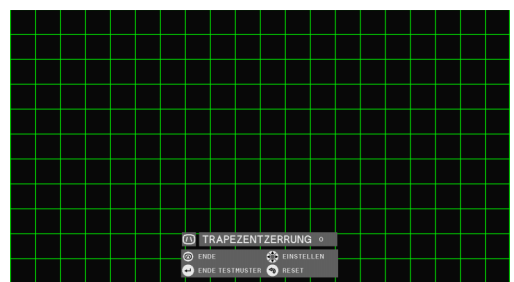 TRAPEZENTZERRUNG 0
ENDE EINSTELLEN
ENDE TESTMUSTER RESET